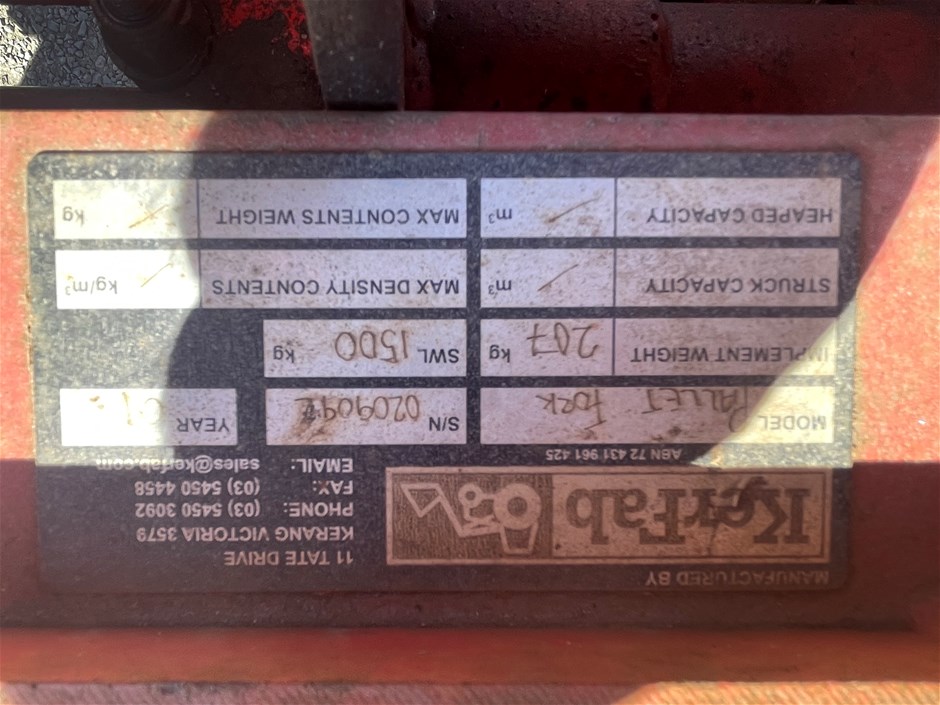 MANUFACTURED BY
KerFab
ABN 72 431 961 425
11 TATE DRIVE
KERANG VICTORIA 3579
PHONE: (03) 5450 3092
FAX: (03) 5450 4458
EMAIL: sales@kerfab.com
MODEL PALLET FORK
S/N
YEAR
IMPLEMENT WEIGHT 207 kg
SWL 1500 kg
STRUCK CAPACITY / m³
MAX DENSITY CONTENTS / kg/m³
HEAPED CAPACITY / m³
MAX CONTENTS WEIGHT / kg